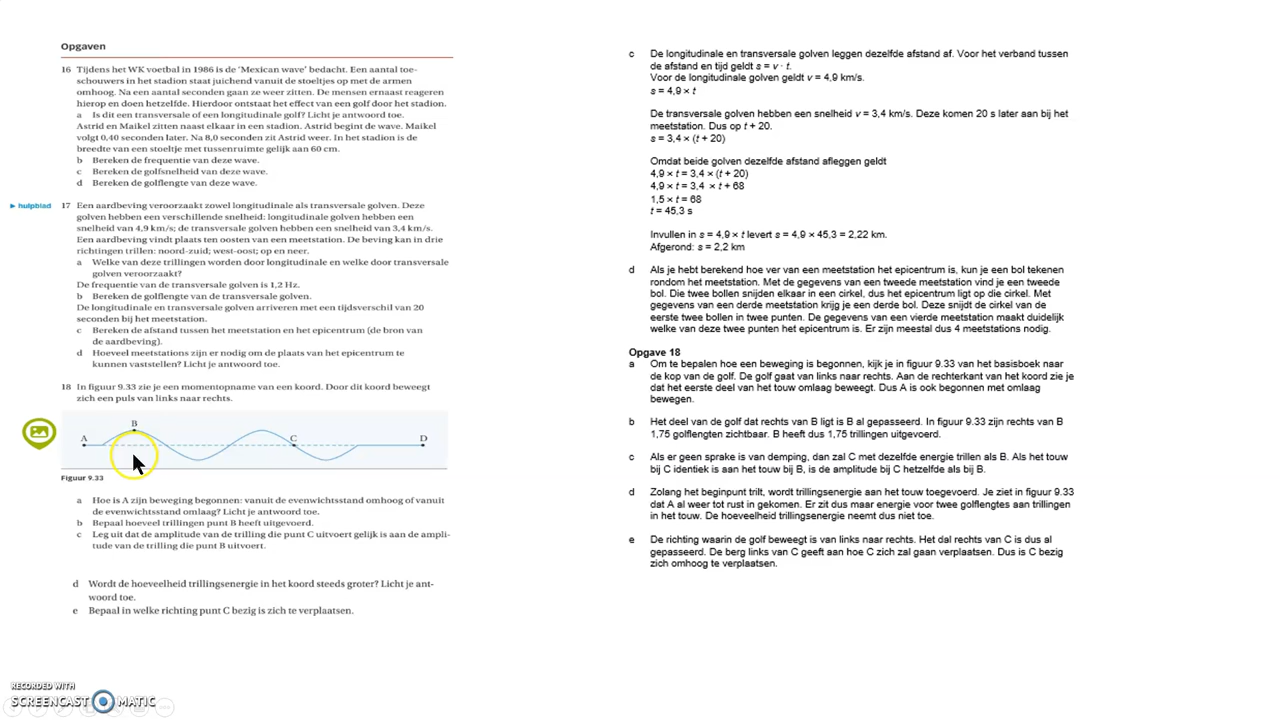 Opgaven
16 Tijdens het WK voetbal in 1986 is de 'Mexican wave' bedacht. Een aantal toe-
schouwers in het stadion staat juichend vanuit de stoeltjes op met de armen
omhoog. Na een aantal seconden gaan ze weer zitten. De mensen ernaast reageren
hierop en doen hetzelfde. Hierdoor ontstaat het effect van een golf door het stadion.
a Is dit een transversale of een longitudinale golf? Licht je antwoord toe.
Astrid en Maikel zitten naast elkaar in een stadion. Astrid begint de wave. Maikel
volgt 0,40 seconden later. Na 8,0 seconden zit Astrid weer. In het stadion is de
breedte van een stoeltje met tussenruimte gelijk aan 60 cm.
b Bereken de frequentie van deze wave.
c Bereken de golfsnelheid van deze wave.
d Bereken de golflengte van deze wave.
► hulpblad
17 Een aardbeving veroorzaakt zowel longitudinale als transversale golven. Deze
golven hebben een verschillende snelheid: longitudinale golven hebben een
snelheid van 4,9 km/s; de transversale golven hebben een snelheid van 3,4 km/s.
Een aardbeving vindt plaats ten oosten van een meetstation. De beving kan in drie
richtingen trillen: noord-zuid; west-oost; op en neer.
a Welke van deze trillingen worden door longitudinale en welke door transversale
golven veroorzaakt?
De frequentie van de transversale golven is 1,2 Hz.
b Bereken de golflengte van de transversale golven.
De longitudinale en transversale golven arriveren met een tijdsverschil van 20
seconden bij het meetstation.
c Bereken de afstand tussen het meetstation en het epicentrum (de bron van
de aardbeving).
d Hoeveel meetstations zijn er nodig om de plaats van het epicentrum te
kunnen vaststellen? Licht je antwoord toe.
18 In figuur 9.33 zie je een momentopname van een koord. Door dit koord beweegt
zich een puls van links naar rechts.
A B C D
Figuur 9.33
a Hoe is A zijn beweging begonnen: vanuit de evenwichtsstand omhoog of vanuit
de evenwichtsstand omlaag? Licht je antwoord toe.
b Bepaal hoeveel trillingen punt B heeft uitgevoerd.
c Leg uit dat de amplitude van de trilling die punt C uitvoert gelijk is aan de ampli-
tude van de trilling die punt B uitvoert.
d Wordt de hoeveelheid trillingsenergie in het koord steeds groter? Licht je ant-
woord toe.
e Bepaal in welke richting punt C bezig is zich te verplaatsen.
c De longitudinale en transversale golven leggen dezelfde afstand af. Voor het verband tussen
de afstand en tijd geldt s = v · t.
Voor de longitudinale golven geldt v = 4,9 km/s.
s = 4,9 × t
De transversale golven hebben een snelheid v = 3,4 km/s. Deze komen 20 s later aan bij het
meetstation. Dus op t + 20.
s = 3,4 × (t + 20)
Omdat beide golven dezelfde afstand afleggen geldt
4,9 × t = 3,4 × (t + 20)
4,9 × t = 3,4 × t + 68
1,5 × t = 68
t = 45,3 s
Invullen in s = 4,9 × t levert s = 4,9 × 45,3 = 2,22 km.
Afgerond: s = 2,2 km
d Als je hebt berekend hoe ver van een meetstation het epicentrum is, kun je een bol tekenen
rondom het meetstation. Met de gegevens van een tweede meetstation vind je een tweede
bol. Die twee bollen snijden elkaar in een cirkel, dus het epicentrum ligt op die cirkel. Met
gegevens van een derde meetstation krijg je een derde bol. Deze snijdt de cirkel van de
eerste twee bollen in twee punten. De gegevens van een vierde meetstation maakt duidelijk
welke van deze twee punten het epicentrum is. Er zijn meestal dus 4 meetstations nodig.
Opgave 18
a Om te bepalen hoe een beweging is begonnen, kijk je in figuur 9.33 van het basisboek naar
de kop van de golf. De golf gaat van links naar rechts. Aan de rechterkant van het koord zie je
dat het eerste deel van het touw omlaag beweegt. Dus A is ook begonnen met omlaag
bewegen.
b Het deel van de golf dat rechts van B ligt is B al gepasseerd. In figuur 9.33 zijn rechts van B
1,75 golflengten zichtbaar. B heeft dus 1,75 trillingen uitgevoerd.
c Als er geen sprake is van demping, dan zal C met dezelfde energie trillen als B. Als het touw
bij C identiek is aan het touw bij B, is de amplitude bij C hetzelfde als bij B.
d Zolang het beginpunt trilt, wordt trillingsenergie aan het touw toegevoerd. Je ziet in figuur 9.33
dat A al weer tot rust in gekomen. Er zit dus maar energie voor twee golflengtes aan trillingen
in het touw. De hoeveelheid trillingsenergie neemt dus niet toe.
e De richting waarin de golf beweegt is van links naar rechts. Het dal rechts van C is dus al
gepasseerd. De berg links van C geeft aan hoe C zich zal gaan verplaatsen. Dus is C bezig
zich omhoog te verplaatsen.
RECORDED WITH
SCREENCAST MATIC